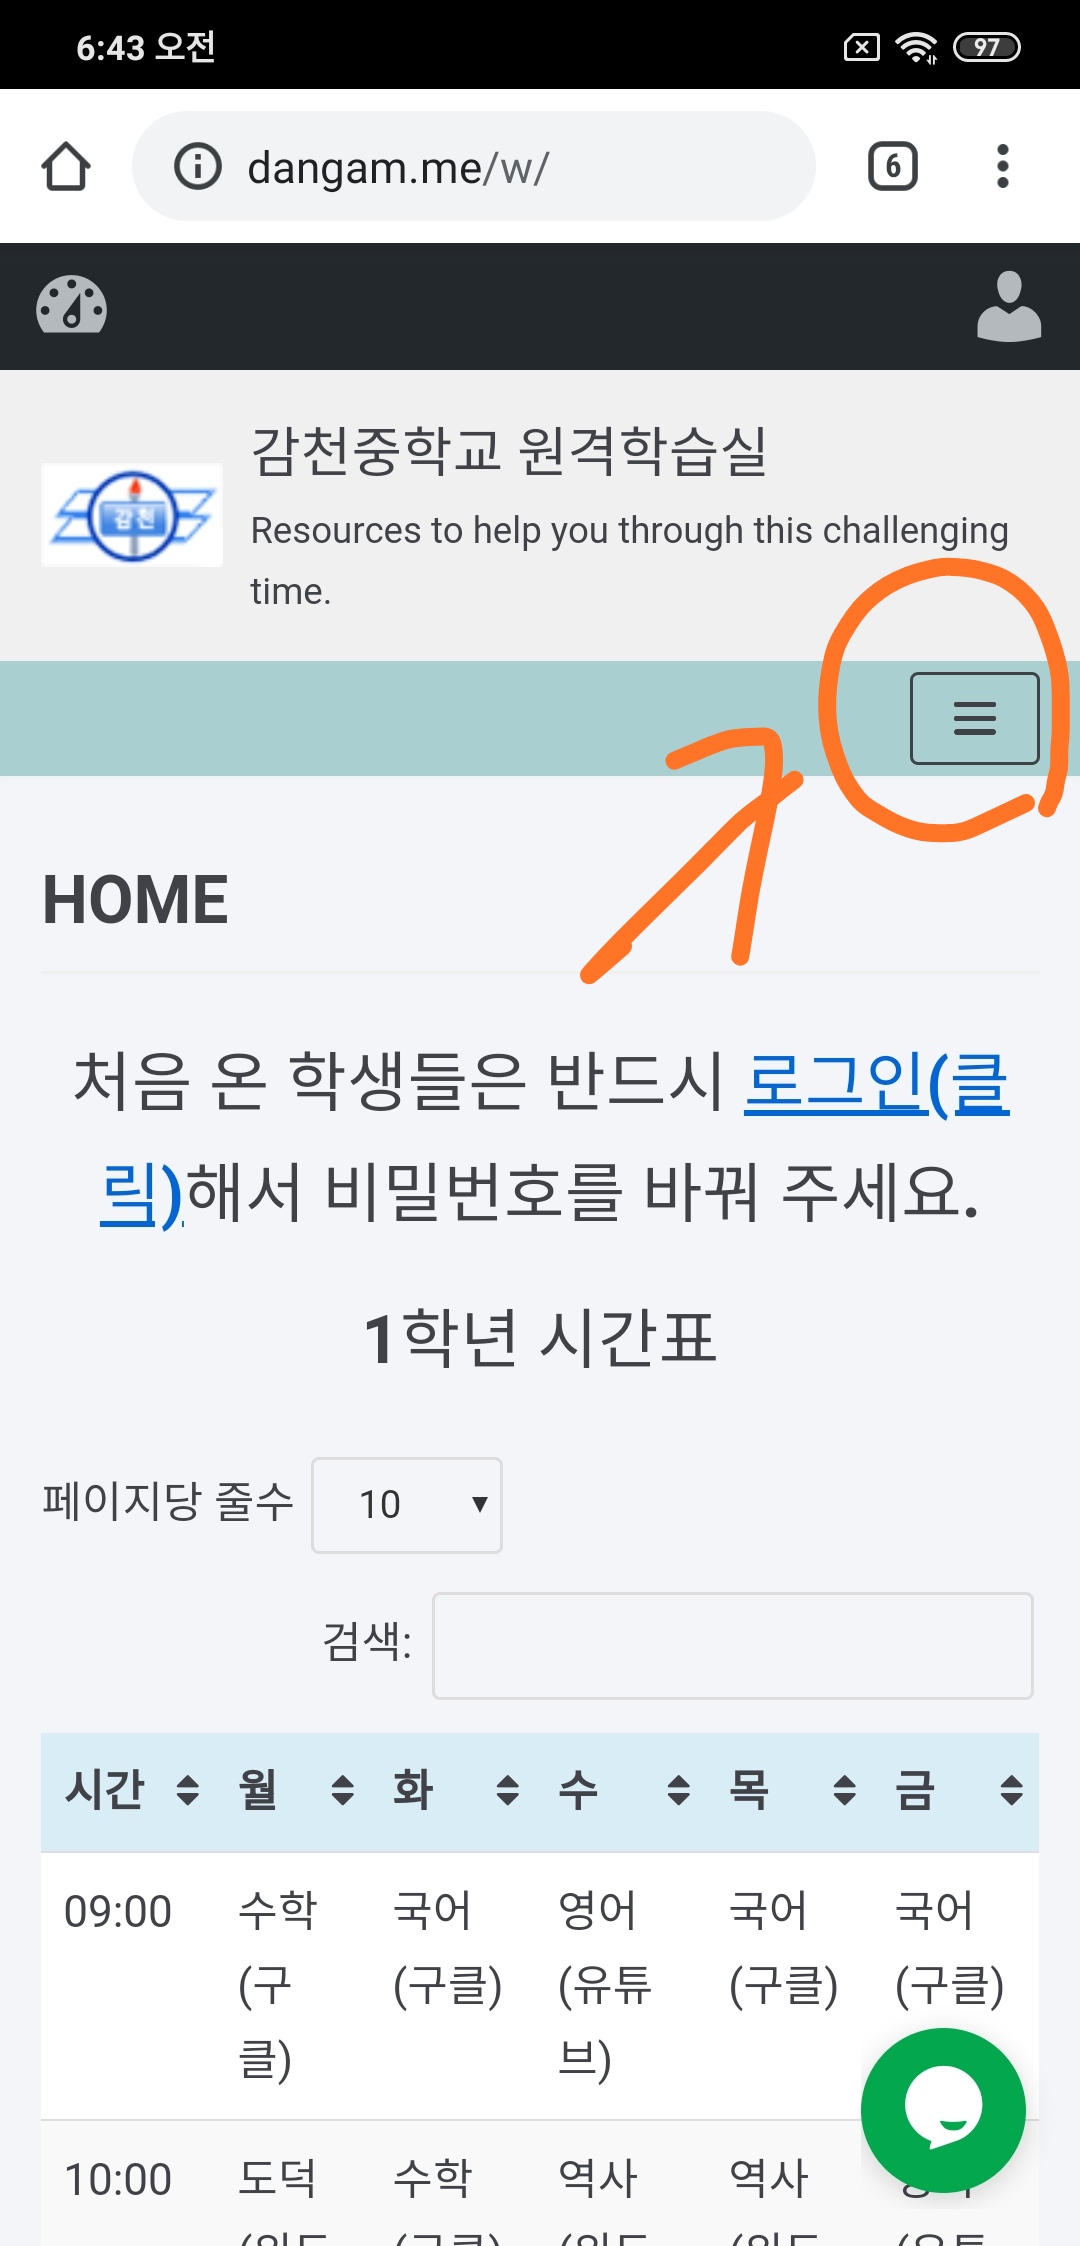 6:43 오전 97
dangam.me/w/ 6
감천중학교 원격학습실
감천
Resources to help you through this challenging
time.
HOME
처음 온 학생들은 반드시 로그인(클
릭)해서 비밀번호를 바꿔 주세요.
1학년 시간표
페이지당 줄수 10
검색:
시간 월 화 수 목 금
09:00 수학 국어 영어 국어 국어
(구 (구클) (유튜 (구클) (구클)
클) 브)
10:00 도덕 수학 역사 역사